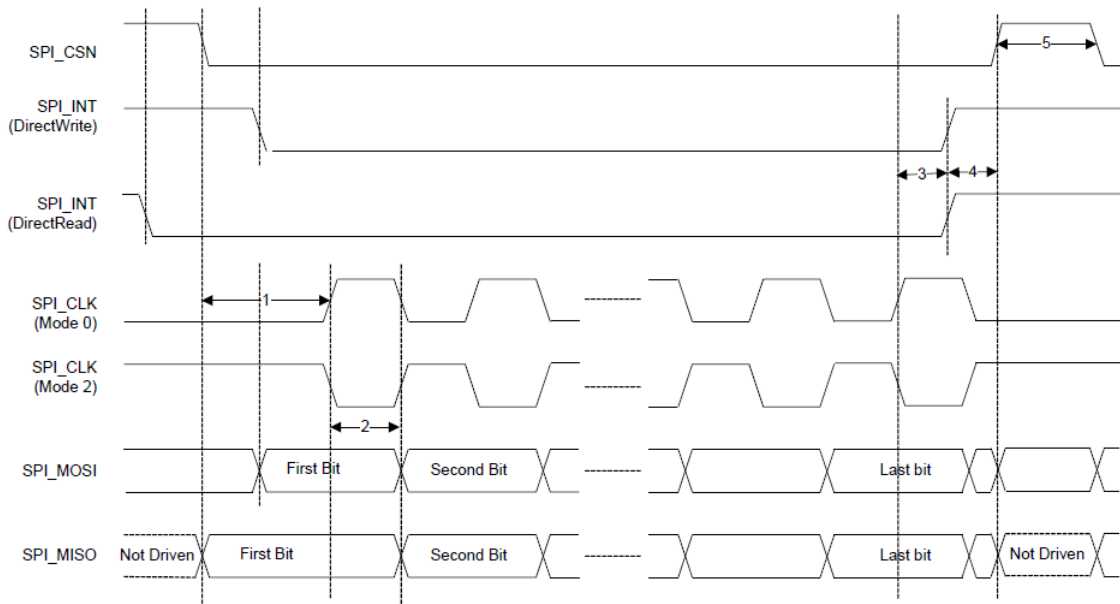 SPI_CSN
5
SPI_INT
(DirectWrite)
3
4
SPI_INT
(DirectRead)
1
SPI_CLK
(Mode 0)
SPI_CLK
(Mode 2)
2
SPI_MOSI
First Bit
Second Bit
Last bit
SPI_MISO
Not Driven
First Bit
Second Bit
Last bit
Not Driven